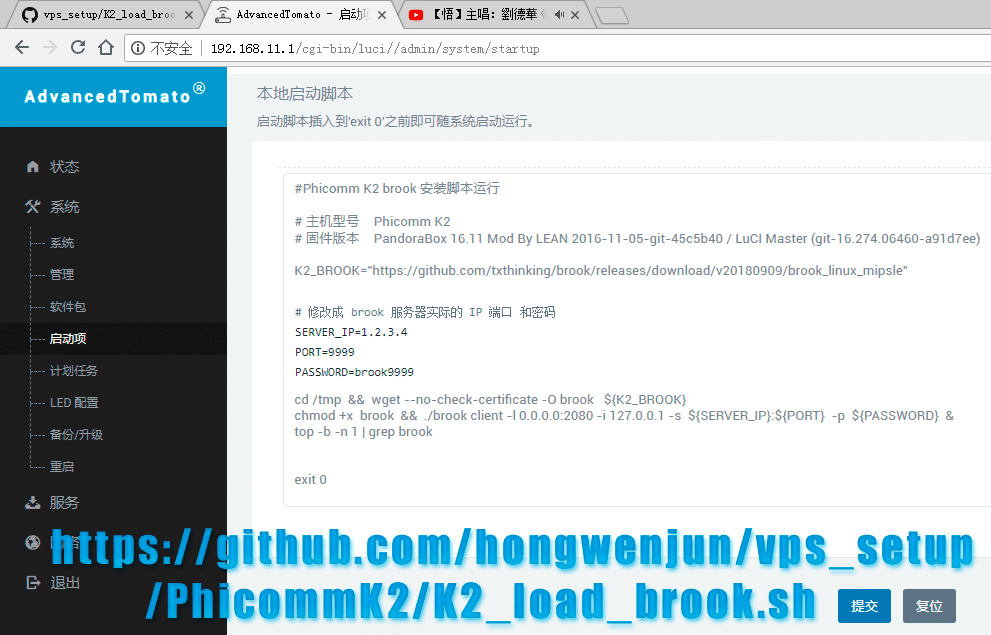 vps_setup/K2_load_broo
AdvancedTomato - 启动
【悟】主唱：劉德華
不安全
192.168.11.1/cgi-bin/luci//admin/system/startup
AdvancedTomato®
状态
系统
系统
管理
软件包
启动项
计划任务
LED 配置
备份/升级
重启
服务
退出
本地启动脚本
启动脚本插入到'exit 0'之前即可随系统启动运行。
#Phicomm K2 brook 安装脚本运行
# 主机型号 Phicomm K2
# 固件版本 PandoraBox 16.11 Mod By LEAN 2016-11-05-git-45c5b40 / LuCI Master (git-16.274.06460-a91d7ee)
K2_BROOK="https://github.com/txthinking/brook/releases/download/v20180909/brook_linux_mipsle"
# 修改成 brook 服务器实际的 IP 端口 和密码
SERVER_IP=1.2.3.4
PORT=9999
PASSWORD=brook9999
cd /tmp && wget --no-check-certificate -O brook ${K2_BROOK}
chmod +x brook && ./brook client -l 0.0.0.0:2080 -i 127.0.0.1 -s ${SERVER_IP}:${PORT} -p ${PASSWORD} &
top -b -n 1 | grep brook
exit 0
https://github.com/hongwenjun/vps_setup
/PhicommK2/K2_load_brook.sh
提交
复位